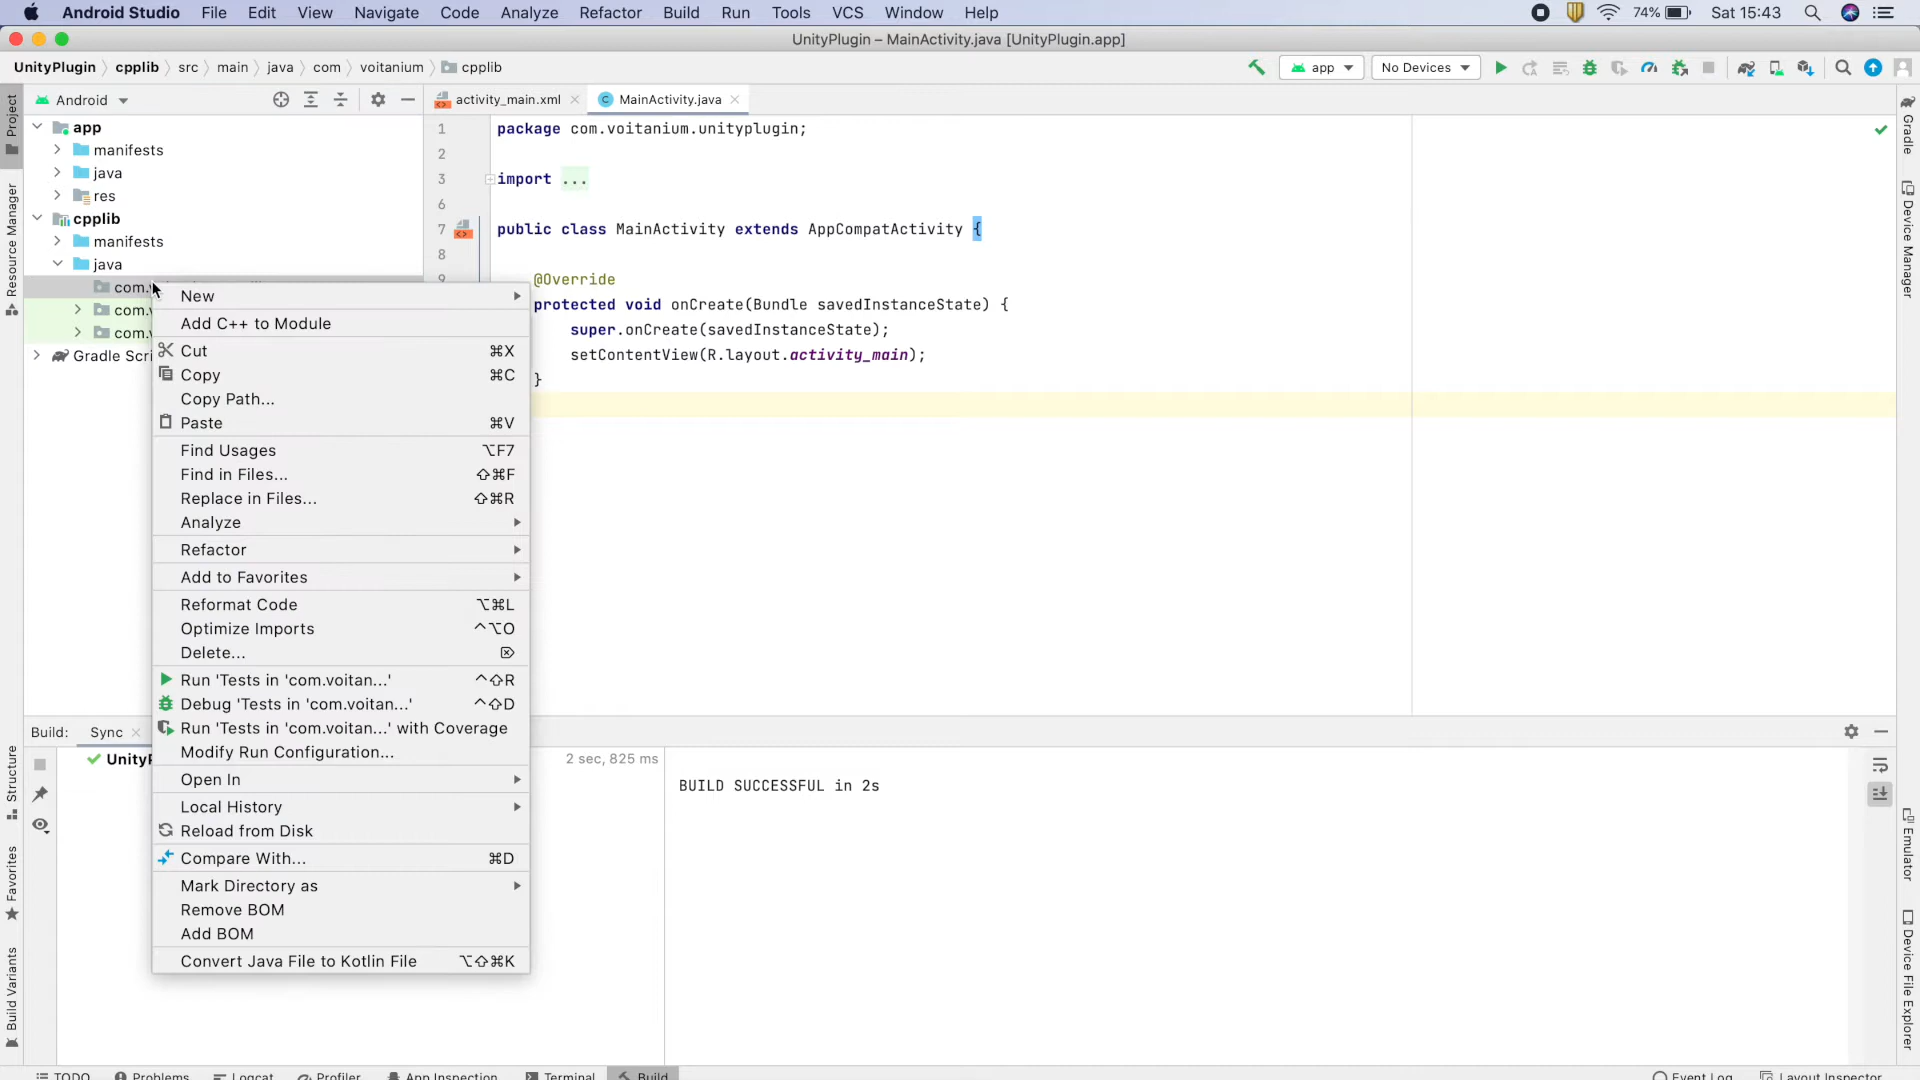 Android Studio File Edit View Navigate Code Analyze Refactor Build Run Tools VCS Window Help 74% Sat 15:43
UnityPlugin – MainActivity.java [UnityPlugin.app]
UnityPlugin cpplib src main java com voitanium cpplib app No Devices
Project
Android
activity_main.xml
MainActivity.java
app
manifests
java
res
cpplib
manifests
java
com.
com.
com.
Gradle Scri
Resource Manager
Structure
Favorites
Build Variants
1 package com.voitanium.unityplugin;
2
3 import ...
6
7 public class MainActivity extends AppCompatActivity {
8
9 @Override
protected void onCreate(Bundle savedInstanceState) {
super.onCreate(savedInstanceState);
setContentView(R.layout.activity_main);
}
New
Add C++ to Module
Cut ⌘X
Copy ⌘C
Copy Path...
Paste ⌘V
Find Usages ⌥F7
Find in Files... ⇧⌘F
Replace in Files... ⇧⌘R
Analyze
Refactor
Add to Favorites
Reformat Code ⌥⌘L
Optimize Imports ^⌥O
Delete... ⌦
Run 'Tests in 'com.voitan...' ^⇧R
Debug 'Tests in 'com.voitan...' ^⇧D
Run 'Tests in 'com.voitan...' with Coverage
Modify Run Configuration...
Open In
Local History
Reload from Disk
Compare With... ⌘D
Mark Directory as
Remove BOM
Add BOM
Convert Java File to Kotlin File ⌥⇧⌘K
Build: Sync
UnityP
2 sec, 825 ms
BUILD SUCCESSFUL in 2s
Gradle
Device Manager
Emulator
Device File Explorer
TODO Problems Logcat Profiler App Inspection Terminal Build Event Log Layout Inspector